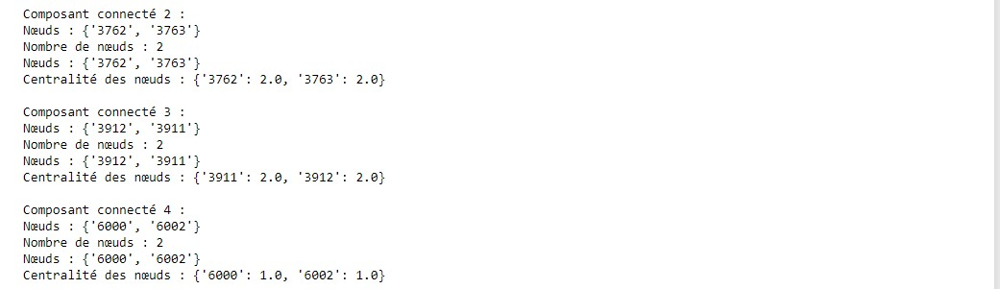 Composant connecté 2 :
Nœuds : {'3762', '3763'}
Nombre de nœuds : 2
Nœuds : {'3762', '3763'}
Centralité des nœuds : {'3762': 2.0, '3763': 2.0}
Composant connecté 3 :
Nœuds : {'3912', '3911'}
Nombre de nœuds : 2
Nœuds : {'3912', '3911'}
Centralité des nœuds : {'3911': 2.0, '3912': 2.0}
Composant connecté 4 :
Nœuds : {'6000', '6002'}
Nombre de nœuds : 2
Nœuds : {'6000', '6002'}
Centralité des nœuds : {'6000': 1.0, '6002': 1.0}